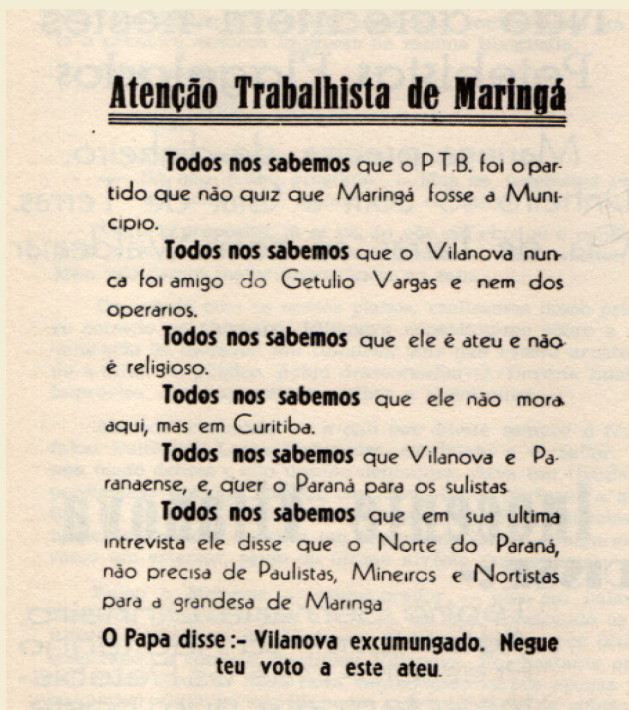 Atenção Trabalhista de Maringá
Todos nos sabemos que o P.T.B. foi o par-
tido que não quiz que Maringá fosse a Muni-
cipio.
Todos nos sabemos que o Vilanova nun-
ca foi amigo do Getulio Vargas e nem dos
operarios.
Todos nos sabemos que ele é ateu e não
é religioso.
Todos nos sabemos que ele não mora
aqui, mas em Curitiba.
Todos nos sabemos que Vilanova e Pa-
ranaense, e, quer o Paraná para os sulistas
Todos nos sabemos que em sua ultima
intrevista ele disse que o Norte do Paraná,
não precisa de Paulistas, Mineiros e Nortistas
para a grandesa de Maringa
O Papa disse :- Vilanova excumungado. Negue
teu voto a este ateu.